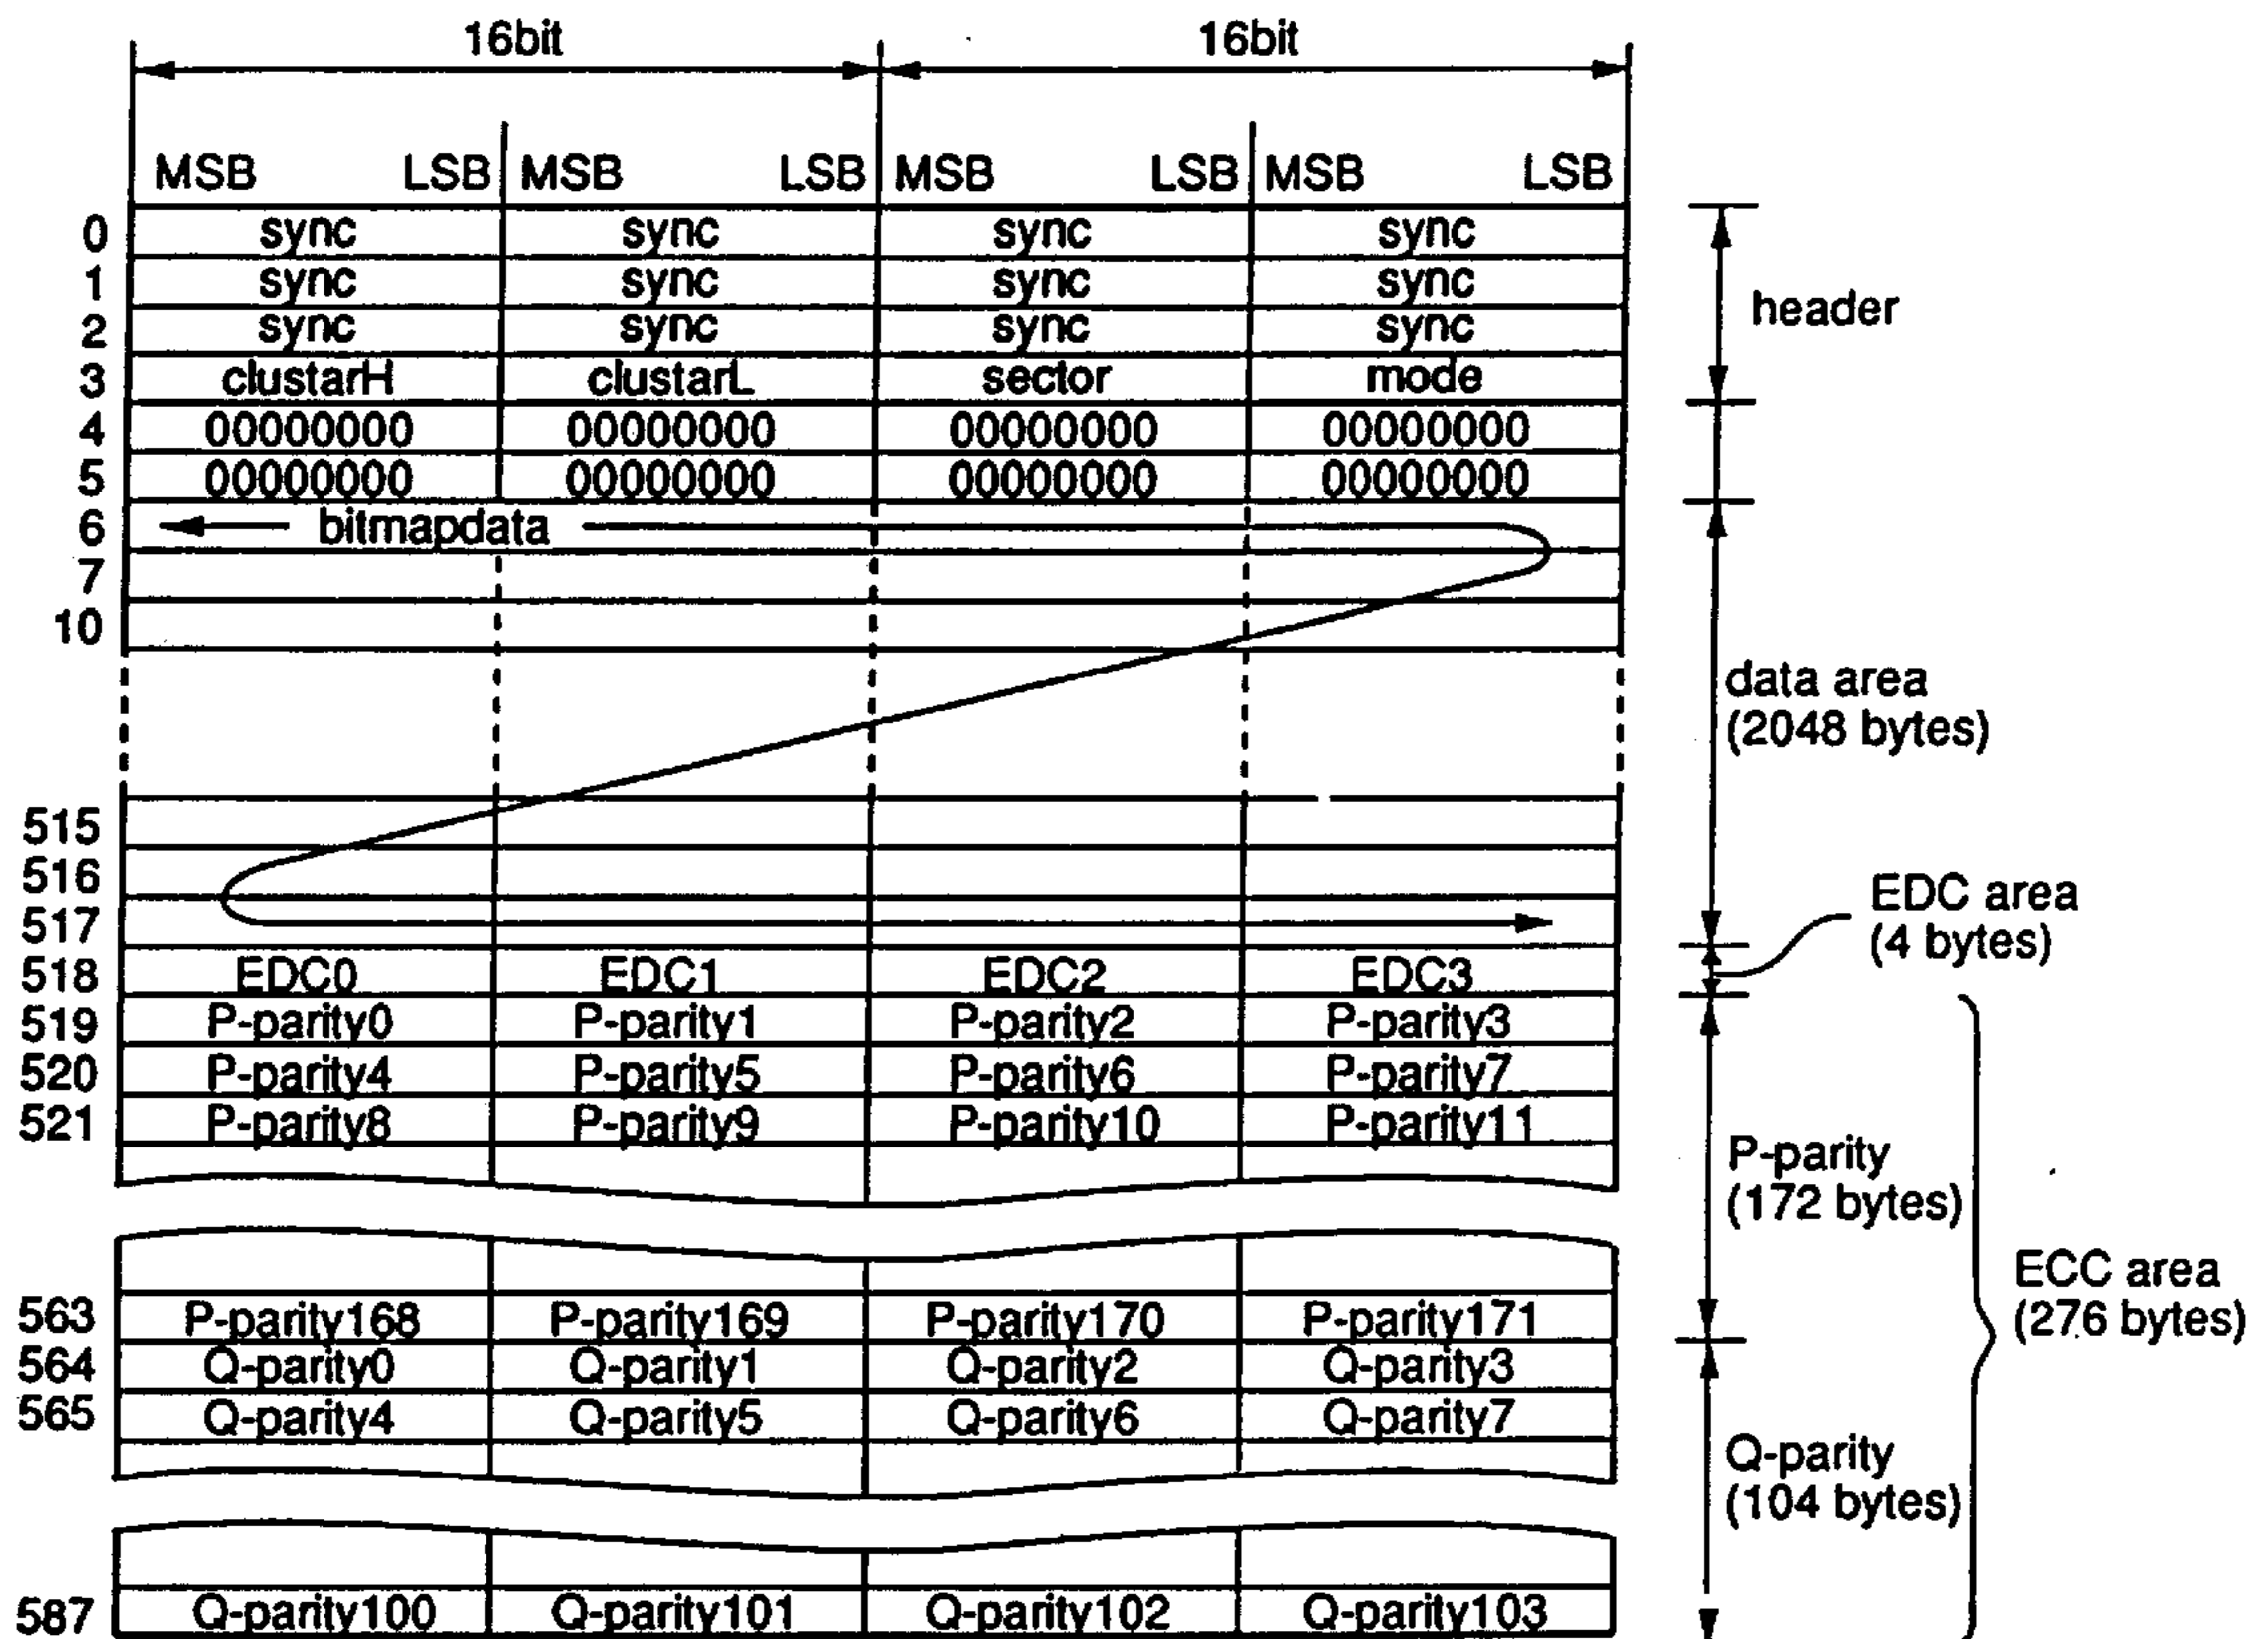 16bit 16bit
MSB LSB MSB LSB MSB LSB MSB LSB
0 sync sync sync sync
1 sync sync sync sync
2 sync sync sync sync
3 clustarH clustarL sector mode
header
4 00000000 00000000 00000000 00000000
5 00000000 00000000 00000000 00000000
6 bitmapdata
7
10
data area
(2048 bytes)
515
516
517
EDC area
(4 bytes)
518 EDC0 EDC1 EDC2 EDC3
519 P-parity0 P-parity1 P-parity2 P-parity3
520 P-parity4 P-parity5 P-parity6 P-parity7
521 P-parity8 P-parity9 P-parity10 P-parity11
P-parity
(172 bytes)
ECC area
(276 bytes)
563 P-parity168 P-parity169 P-parity170 P-parity171
564 Q-parity0 Q-parity1 Q-parity2 Q-parity3
565 Q-parity4 Q-parity5 Q-parity6 Q-parity7
Q-parity
(104 bytes)
587 Q-parity100 Q-parity101 Q-parity102 Q-parity103